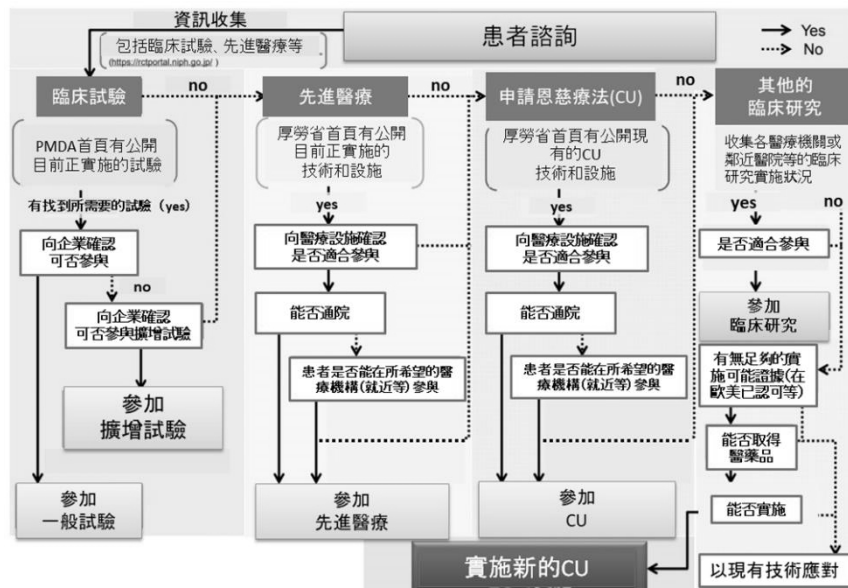 資訊收集
包括臨床試驗、先進醫療等
(https://rctportal.niph.go.jp/ )
患者諮詢
Yes
No
臨床試驗
no
先進醫療
no
申請恩慈療法(CU)
no
其他的
臨床研究
PMDA首頁有公開
目前正實施的試驗
厚勞省首頁有公開
目前正實施的
技術和設施
厚勞省首頁有公開現
有的CU
技術和設施
收集各醫療機關或
鄰近醫院等的臨床
研究實施狀況
有找到所需要的試驗（yes）
yes
yes
yes
no
向企業確認
可否參與
向醫療設施確認
是否適合參與
向醫療設施確認
是否適合參與
是否適合參與
no
向企業確認
可否參與擴增試驗
能否通院
能否通院
參加
臨床研究
患者是否能在所希望的醫
療機構(就近等)參與
患者是否能在所希望的醫
療機構(就近等)參與
有無足夠的實
施可能證據(在
歐美已認可等)
參加
擴增試驗
能否取得
醫藥品
參加
一般試驗
參加
先進醫療
參加
CU
能否實施
實施新的CU
以現有技術應對